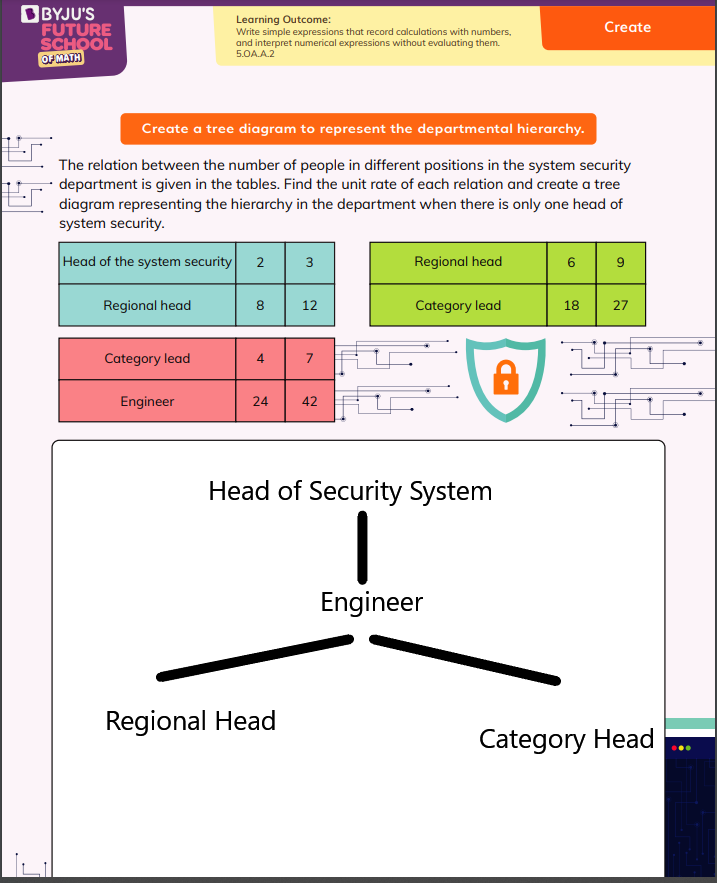 BYJU'S
FUTURE
SCHOOL
OF MATH
Learning Outcome:
Write simple expressions that record calculations with numbers,
and interpret numerical expressions without evaluating them.
5.OA.A.2
Create
Create a tree diagram to represent the departmental hierarchy.
The relation between the number of people in different positions in the system security
department is given in the tables. Find the unit rate of each relation and create a tree
diagram representing the hierarchy in the department when there is only one head of
system security.
Head of the system security 2 3
Regional head 8 12
Regional head 6 9
Category lead 18 27
Category lead 4 7
Engineer 24 42
Head of Security System
Engineer
Regional Head
Category Head